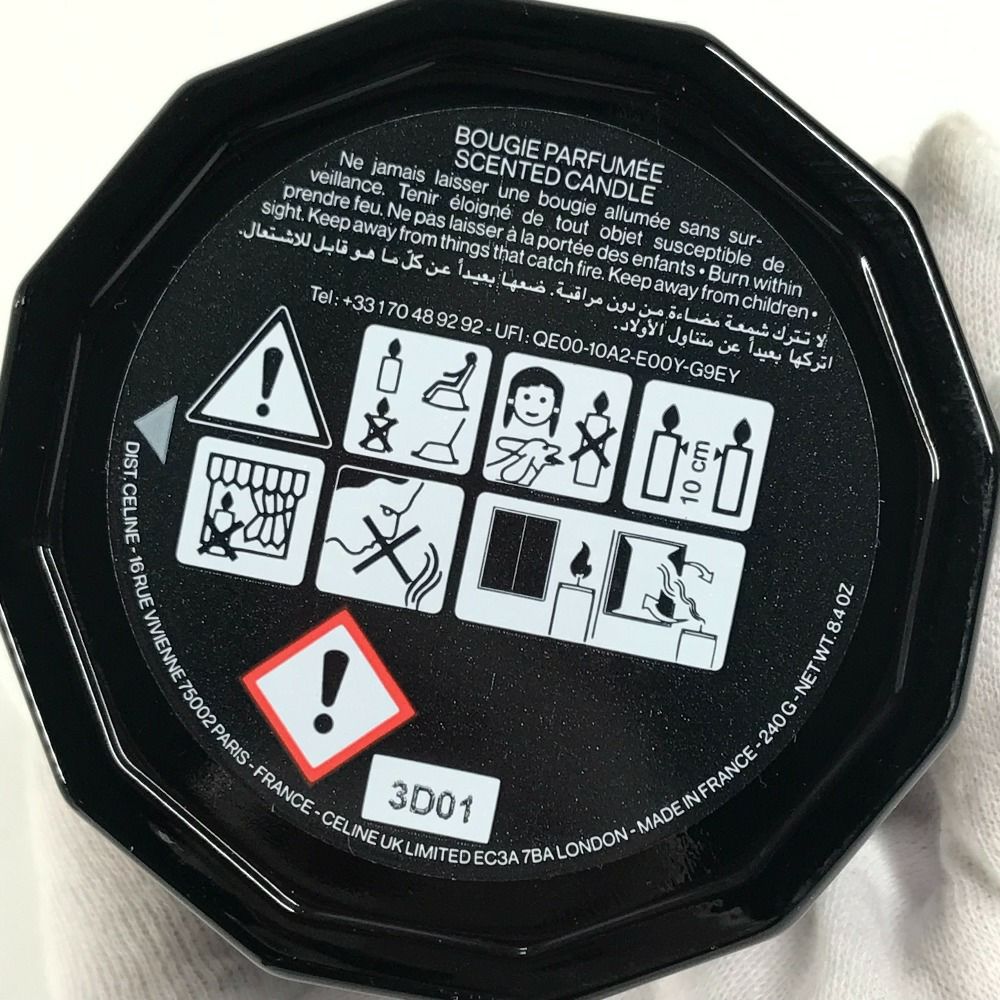 BOUGIE PARFUMÉE
SCENTED CANDLE
Ne jamais laisser une bougie allumée sans sur-
veillance. Tenir éloigné de tout objet susceptible de
prendre feu. Ne pas laisser à la portée des enfants • Burn within
sight. Keep away from things that catch fire. Keep away from children •
لا تترك شمعة مضاءة من دون مراقبة. ضعها بعيداً عن كلّ ما هو قابل للاشتعال.
اتركها بعيداً عن متناول الأولاد.
Tel : +33 1 70 48 92 92 - UFI : QE00-10A2-E00Y-G9EY
10 cm
3D01
DIST. CELINE - 16 RUE VIVIENNE 75002 PARIS - FRANCE - CELINE UK LIMITED EC3A 7BA LONDON - MADE IN FRANCE - 240 G - NET WT. 8.4 OZ